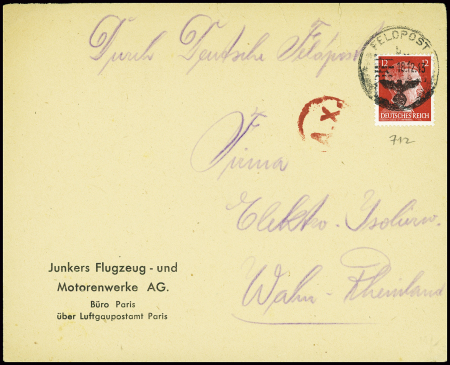 Durch Deutsche Feldpost
FELDPOST
12 12
DEUTSCHES REICH
A.x.
712
Firma
Elektro-Isolierw.
Wahn-Rheinland
Junkers Flugzeug- und
Motorenwerke AG.
Büro Paris
über Luftgaupostamt Paris